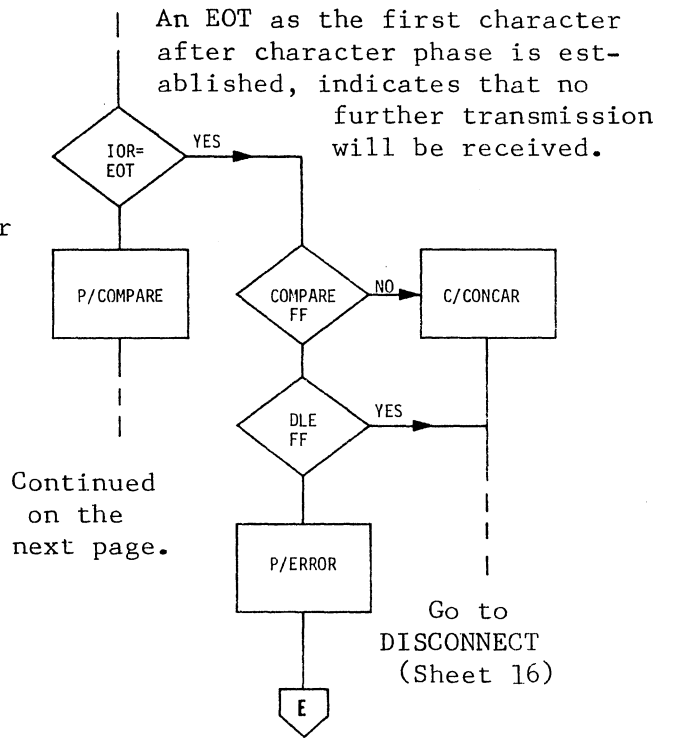 An EOT as the first character
after character phase is est-
ablished, indicates that no
further transmission
will be received.
IOR=
EOT
YES
r
P/COMPARE
COMPARE
FF
NO
C/CONCAR
DLE
FF
YES
Continued
on the
next page.
P/ERROR
Go to
DISCONNECT
(Sheet 16)
E